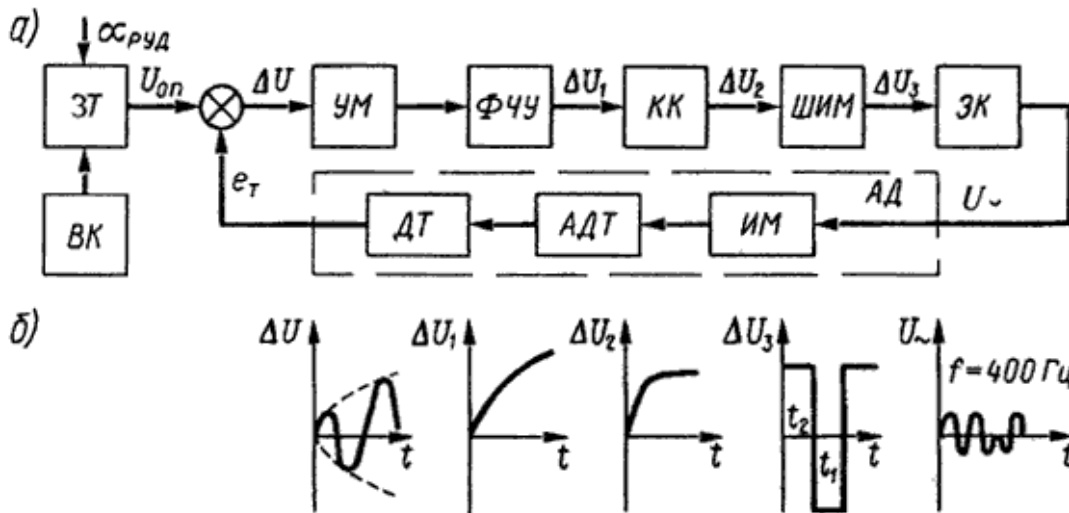 а)
αРУД
ЗТ
Uоп
ΔU
УМ
ФЧУ
ΔU1
КК
ΔU2
ШИМ
ΔU3
ЭК
eт
ВК
ДТ
АДТ
ИМ
АД
U~
б)
ΔU
t
ΔU1
t
ΔU2
t
ΔU3
t2
t1
t
U~
f = 400 Гц
t